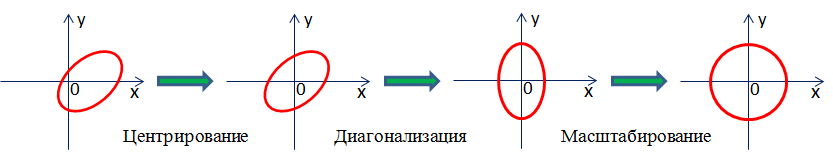 y
y
y
y
0
x
0
x
0
x
0
x
Центрирование
Диагонализация
Масштабирование